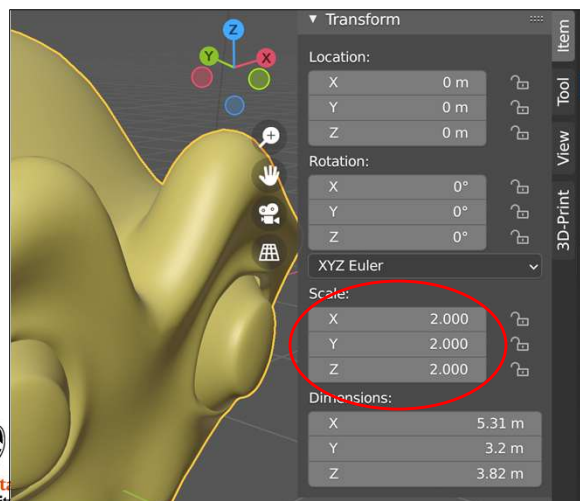 Z
Y
X
Transform
Location:
X 0 m
Y 0 m
Z 0 m
Rotation:
X 0°
Y 0°
Z 0°
XYZ Euler
Scale:
X 2.000
Y 2.000
Z 2.000
Dimensions:
X 5.31 m
Y 3.2 m
Z 3.82 m
Item
Tool
View
3D-Print